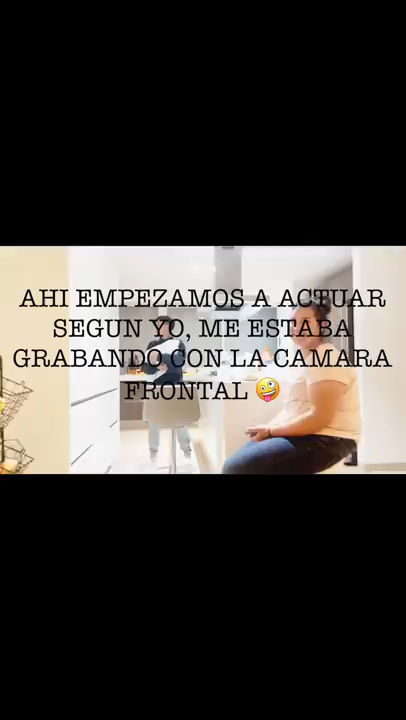 AHI EMPEZAMOS A ACTUAR
SEGUN YO, ME ESTABA
GRABANDO CON LA CAMARA
FRONTAL 🤪